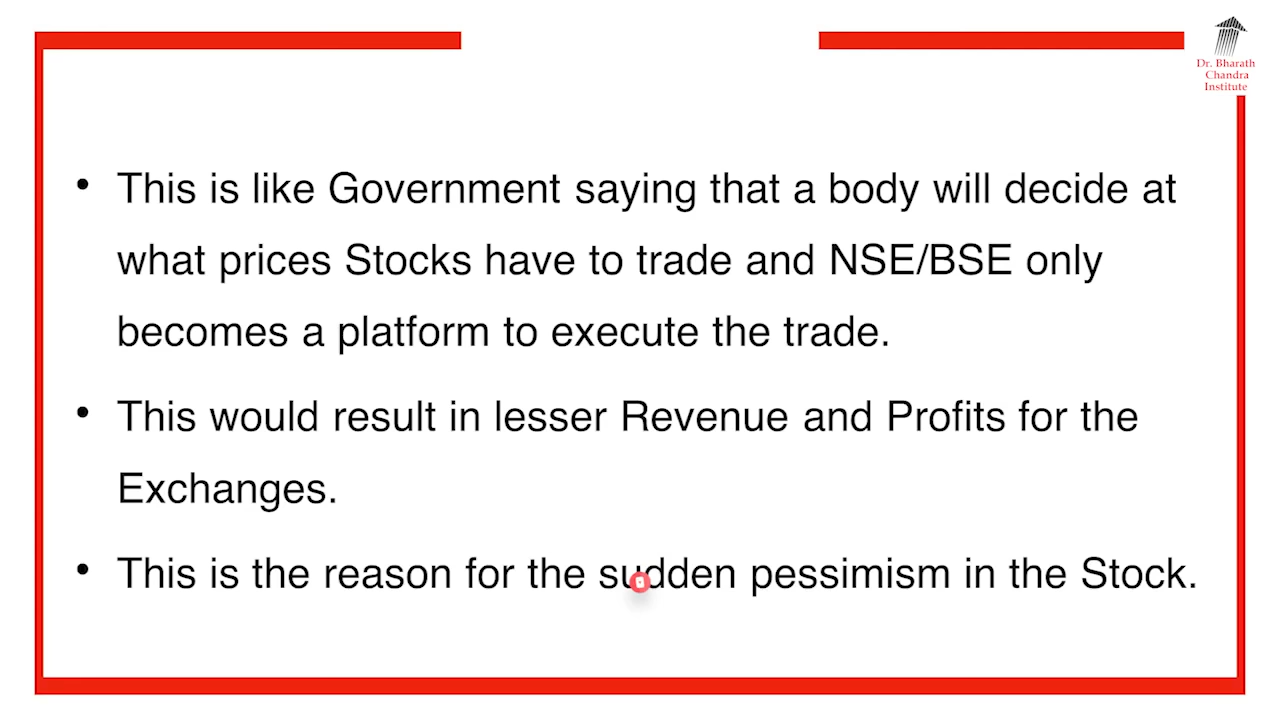 Dr. Bharath
Chandra
Institute
• This is like Government saying that a body will decide at
what prices Stocks have to trade and NSE/BSE only
becomes a platform to execute the trade.
• This would result in lesser Revenue and Profits for the
Exchanges.
• This is the reason for the sudden pessimism in the Stock.